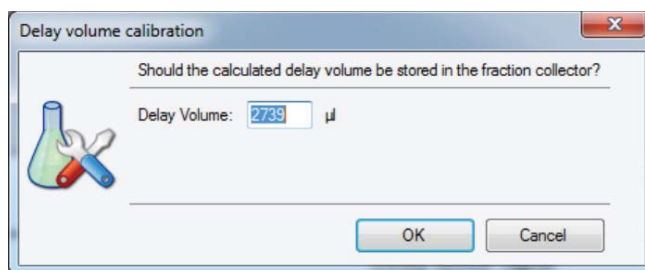 Delay volume calibration
Should the calculated delay volume be stored in the fraction collector?
Delay Volume: 2739 µl
OK Cancel